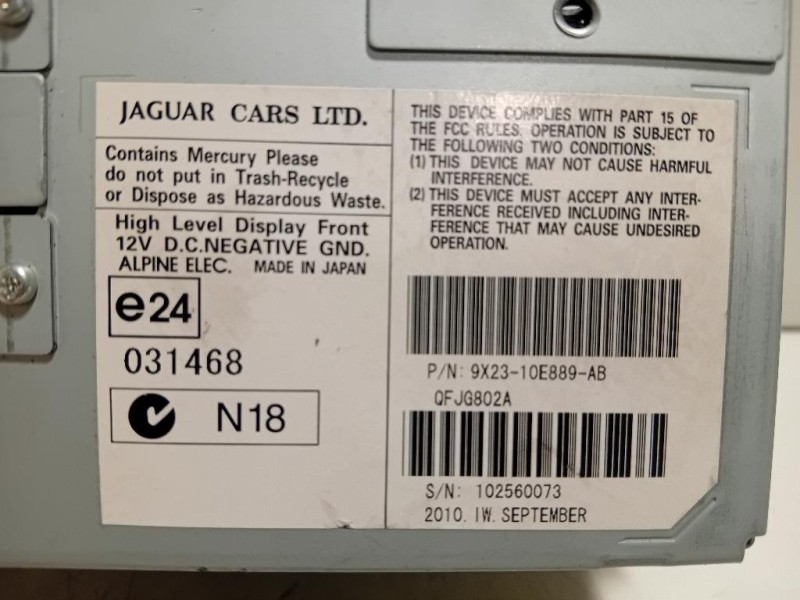 JAGUAR CARS LTD.
Contains Mercury Please
do not put in Trash-Recycle
or Dispose as Hazardous Waste.
High Level Display Front
12V D.C.NEGATIVE GND.
ALPINE ELEC. MADE IN JAPAN
e24
031468
N18
THIS DEVICE COMPLIES WITH PART 15 OF
THE FCC RULES. OPERATION IS SUBJECT TO
THE FOLLOWING TWO CONDITIONS:
(1) THIS DEVICE MAY NOT CAUSE HARMFUL
INTERFERENCE.
(2) THIS DEVICE MUST ACCEPT ANY INTER-
FERENCE RECEIVED INCLUDING INTER-
FERENCE THAT MAY CAUSE UNDESIRED
OPERATION.
P/N: 9X23-10E889-AB
QFJG802A
S/N: 102560073
2010. IW. SEPTEMBER